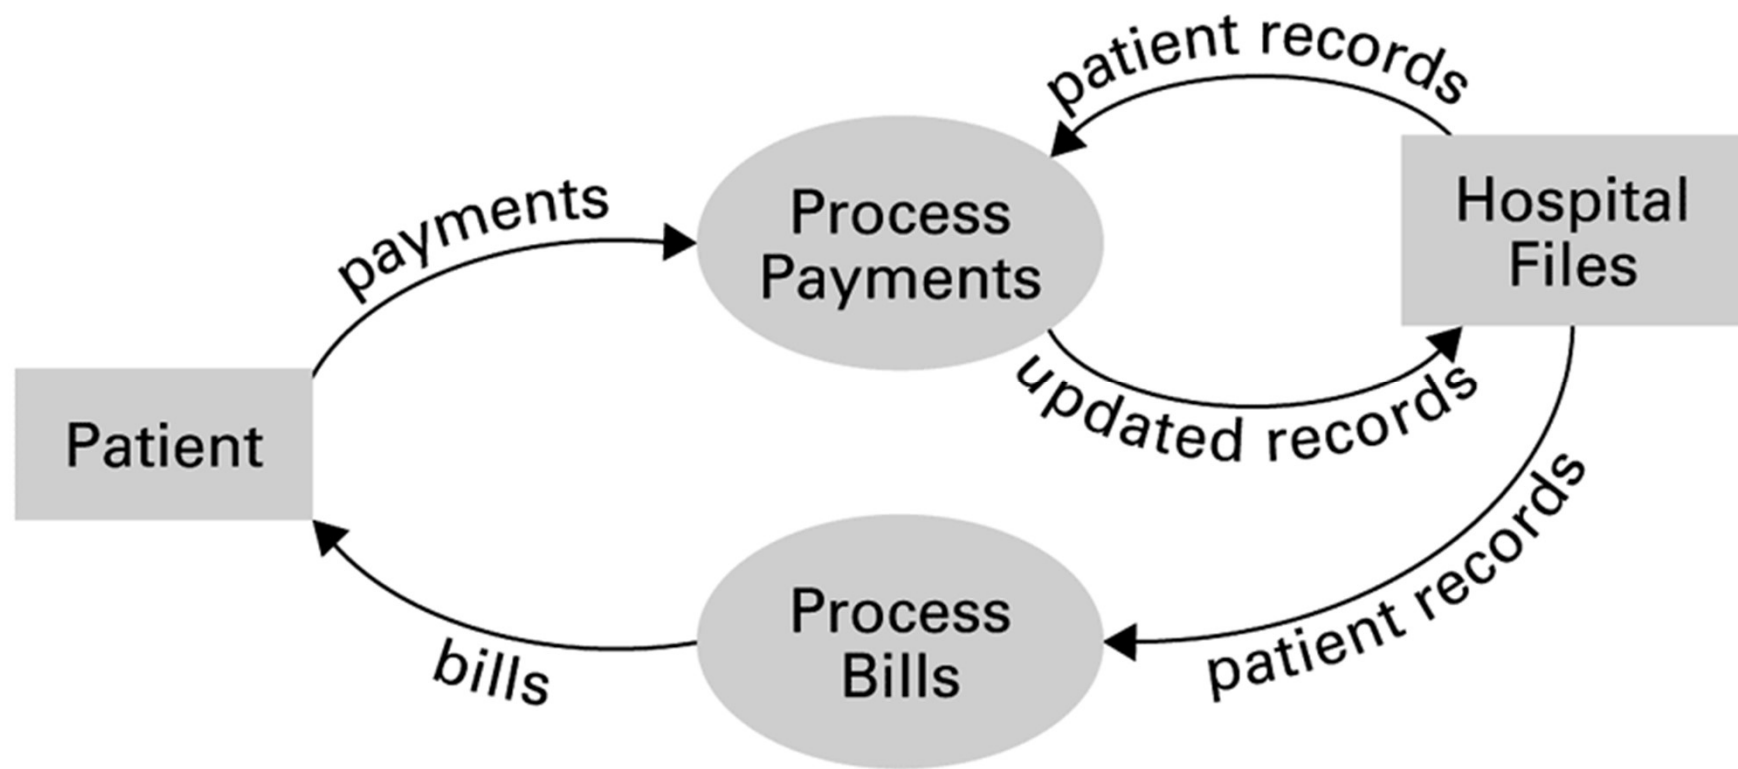 patient records
payments
Process
Payments
Hospital
Files
updated records
Patient
patient records
Process
Bills
bills